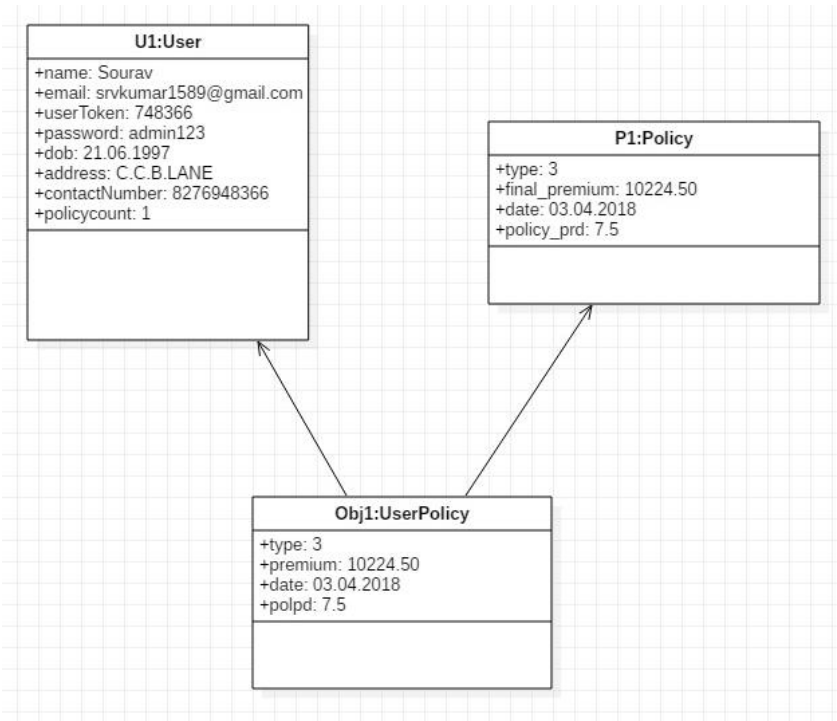 U1:User
+name: Sourav
+email: srvkumar1589@gmail.com
+userToken: 748366
+password: admin123
+dob: 21.06.1997
+address: C.C.B.LANE
+contactNumber: 8276948366
+policycount: 1
P1:Policy
+type: 3
+final_premium: 10224.50
+date: 03.04.2018
+policy_prd: 7.5
Obj1:UserPolicy
+type: 3
+premium: 10224.50
+date: 03.04.2018
+polpd: 7.5